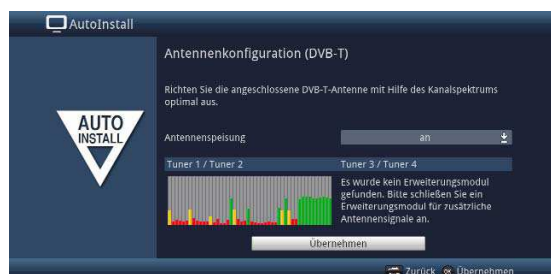 AutoInstall
Antennenkonfiguration (DVB-T)
Richten Sie die angeschlossene DVB-T-Antenne mit Hilfe des Kanalspektrums
optimal aus.
AUTO
INSTALL
Antennenspeisung
an
Tuner 1 / Tuner 2
Tuner 3 / Tuner 4
Es wurde kein Erweiterungsmodul
gefunden. Bitte schließen Sie ein
Erweiterungsmodul für zusätzliche
Antennensignale an.
Übernehmen
Zurück
OK Übernehmen